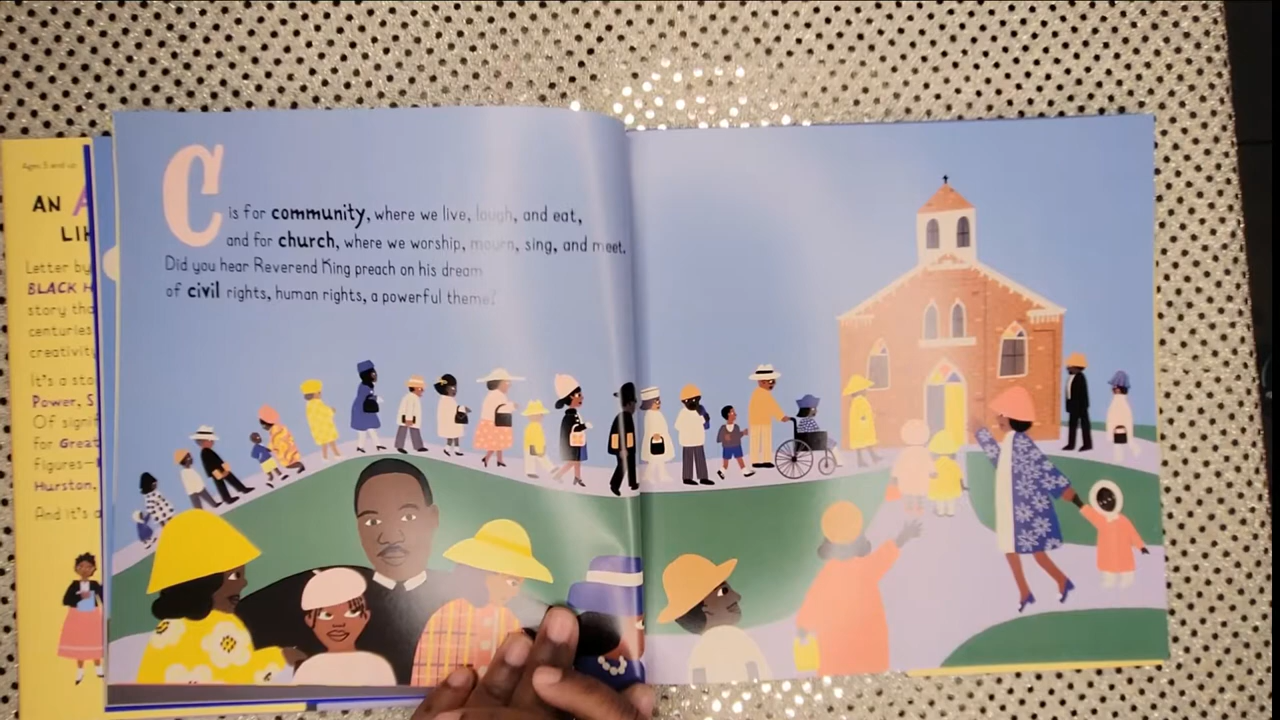 Ages 5 and up
AN A
LI
Letter by
BLACK H
story tha
centuries
creativity
It's a sto
Power, S
Of signif
for Great
figures—
Hurston,
And it's a
C is for community, where we live, laugh, and eat,
and for church, where we worship, mourn, sing, and meet.
Did you hear Reverend King preach on his dream
of civil rights, human rights, a powerful theme?